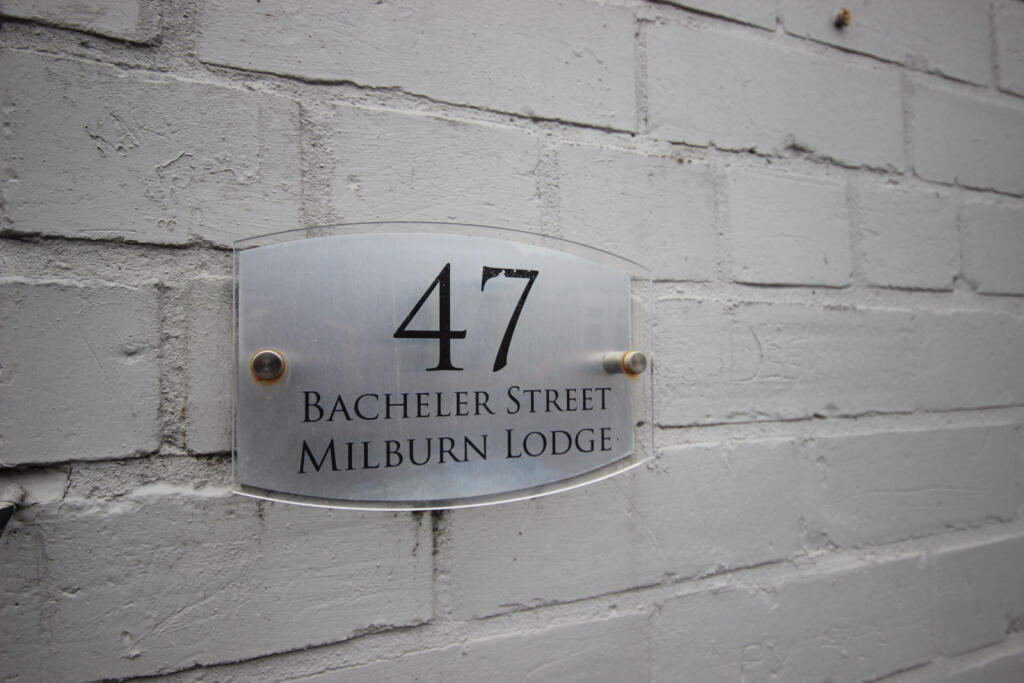 47
BACHELER STREET
MILBURN LODGE